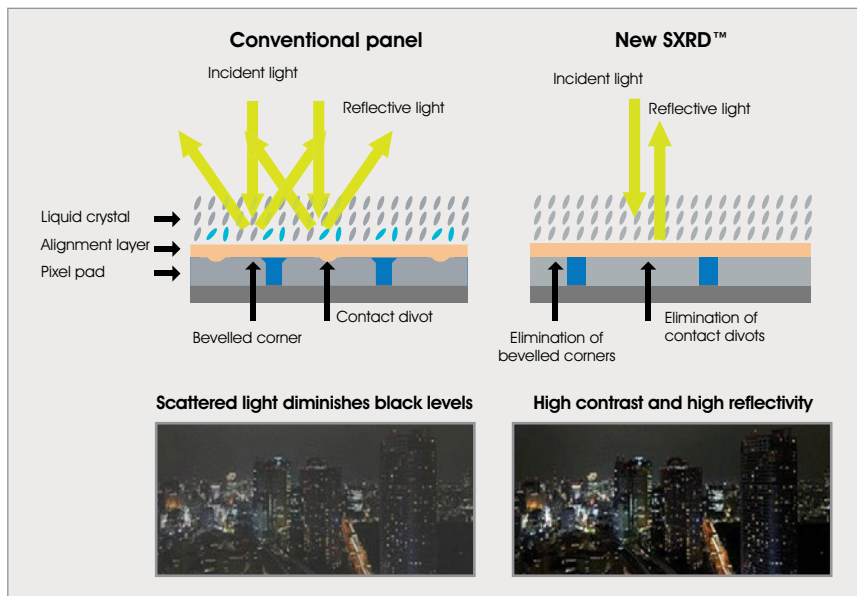 Conventional panel
New SXRD™
Incident light
Reflective light
Incident light
Reflective light
Liquid crystal
Alignment layer
Pixel pad
Contact divot
Bevelled corner
Elimination of
bevelled corners
Elimination of
contact divots
Scattered light diminishes black levels
High contrast and high reflectivity